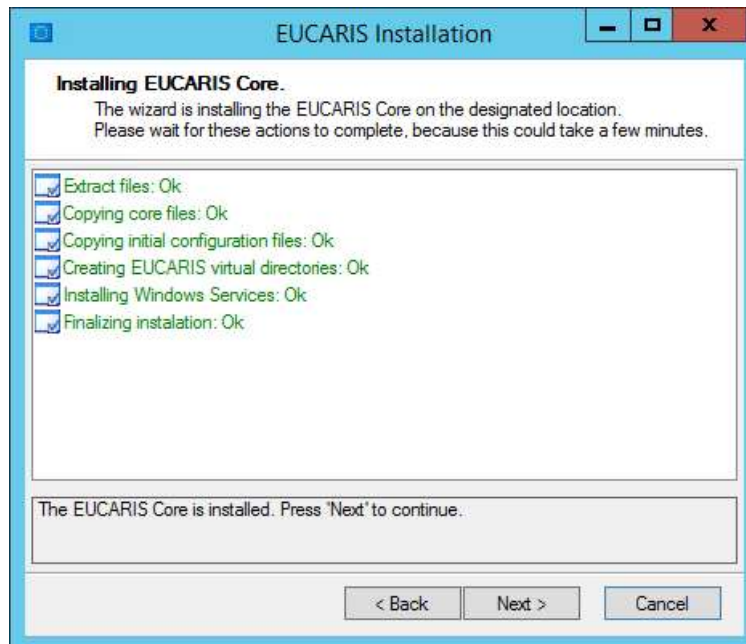 EUCARIS Installation
Installing EUCARIS Core.
The wizard is installing the EUCARIS Core on the designated location.
Please wait for these actions to complete, because this could take a few minutes.
Extract files: Ok
Copying core files: Ok
Copying initial configuration files: Ok
Creating EUCARIS virtual directories: Ok
Installing Windows Services: Ok
Finalizing instalation: Ok
The EUCARIS Core is installed. Press 'Next' to continue.
< Back Next > Cancel